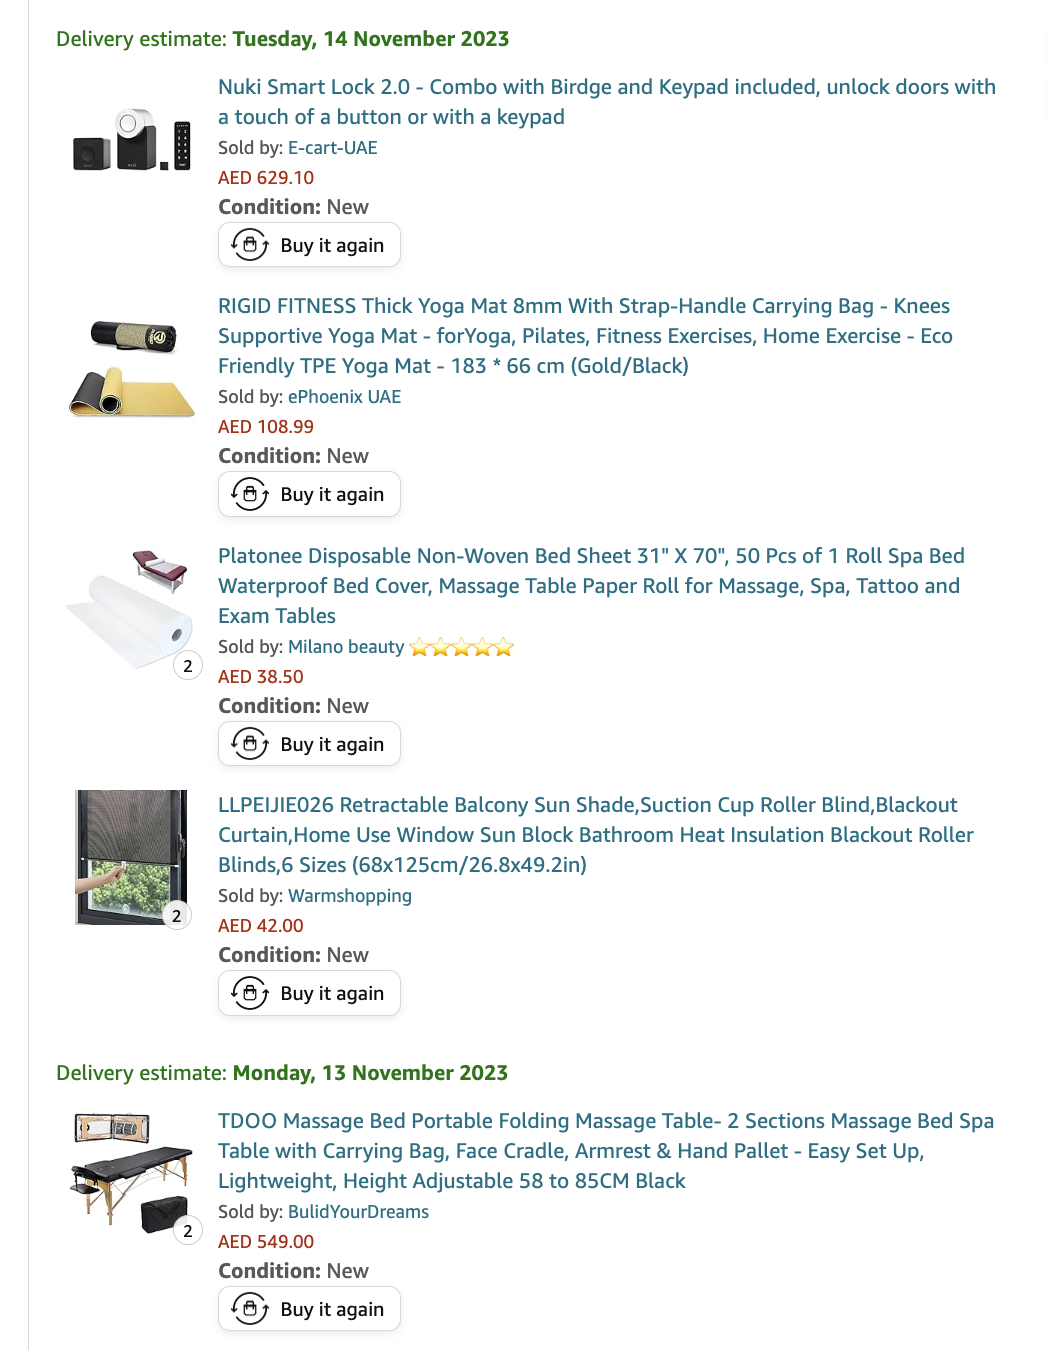 Delivery estimate: Tuesday, 14 November 2023
Nuki Smart Lock 2.0 - Combo with Birdge and Keypad included, unlock doors with
a touch of a button or with a keypad
Sold by: E-cart-UAE
AED 629.10
Condition: New
Buy it again
RIGID FITNESS Thick Yoga Mat 8mm With Strap-Handle Carrying Bag - Knees
Supportive Yoga Mat - forYoga, Pilates, Fitness Exercises, Home Exercise - Eco
Friendly TPE Yoga Mat - 183 * 66 cm (Gold/Black)
Sold by: ePhoenix UAE
AED 108.99
Condition: New
Buy it again
Platonee Disposable Non-Woven Bed Sheet 31" X 70", 50 Pcs of 1 Roll Spa Bed
Waterproof Bed Cover, Massage Table Paper Roll for Massage, Spa, Tattoo and
Exam Tables
Sold by: Milano beauty ⭐⭐⭐⭐⭐
2
AED 38.50
Condition: New
Buy it again
LLPEIJIE026 Retractable Balcony Sun Shade,Suction Cup Roller Blind,Blackout
Curtain,Home Use Window Sun Block Bathroom Heat Insulation Blackout Roller
Blinds,6 Sizes (68x125cm/26.8x49.2in)
Sold by: Warmshopping
2
AED 42.00
Condition: New
Buy it again
Delivery estimate: Monday, 13 November 2023
TDOO Massage Bed Portable Folding Massage Table- 2 Sections Massage Bed Spa
Table with Carrying Bag, Face Cradle, Armrest & Hand Pallet - Easy Set Up,
Lightweight, Height Adjustable 58 to 85CM Black
Sold by: BulidYourDreams
2
AED 549.00
Condition: New
Buy it again